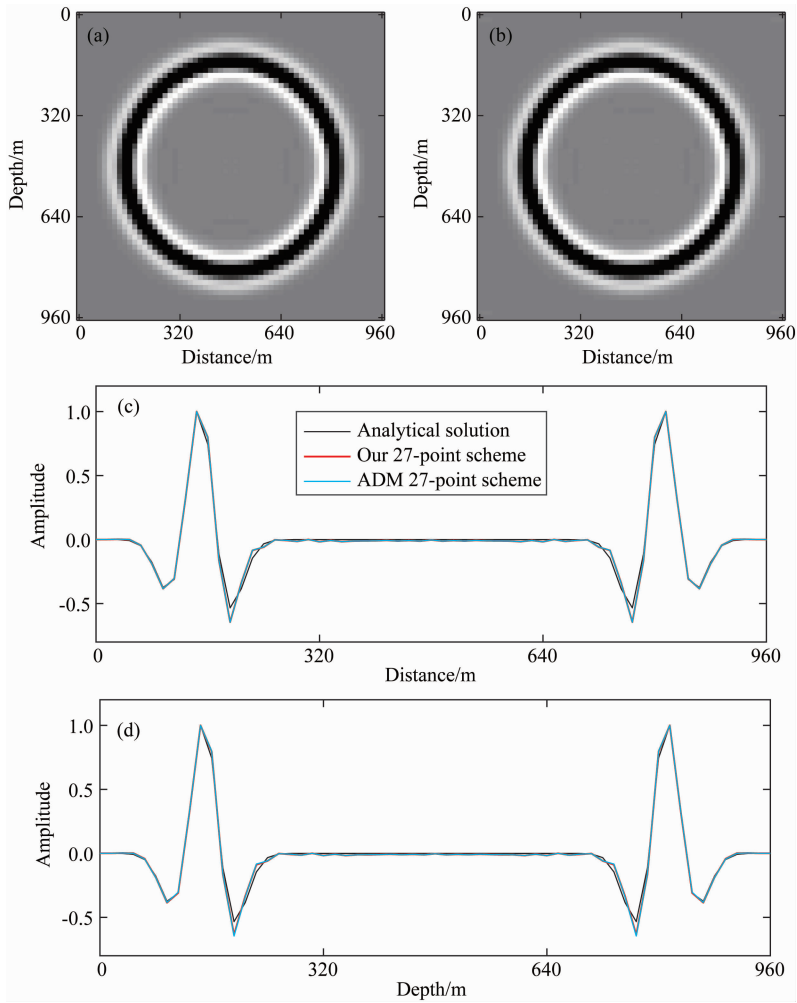 0
(a)
320
Depth/m
640
960
0
320
640
960
Distance/m
0
(b)
320
Depth/m
640
960
0
320
640
960
Distance/m
(c)
1.0
0.5
0.0
-0.5
Amplitude
Analytical solution
Our 27-point scheme
ADM 27-point scheme
0
320
640
960
Distance/m
(d)
1.0
0.5
0.0
-0.5
Amplitude
0
320
640
960
Depth/m